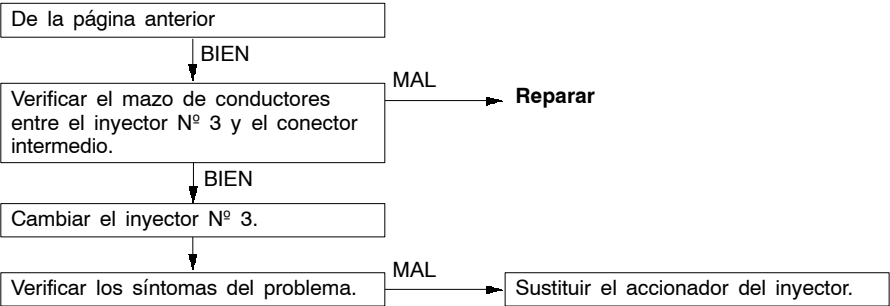 De la página anterior
BIEN
Verificar el mazo de conductores
entre el inyector Nº 3 y el conector
intermedio.
MAL
Reparar
BIEN
Cambiar el inyector Nº 3.
Verificar los síntomas del problema.
MAL
Sustituir el accionador del inyector.